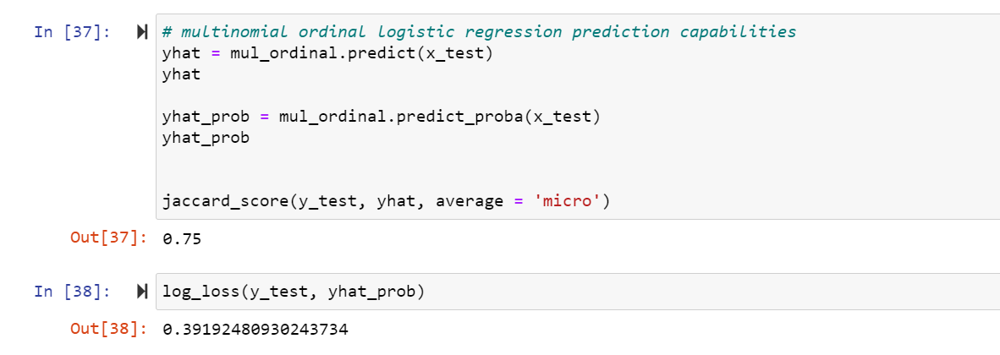 In [37]: # multinomial ordinal logistic regression prediction capabilities
yhat = mul_ordinal.predict(x_test)
yhat
yhat_prob = mul_ordinal.predict_proba(x_test)
yhat_prob
jaccard_score(y_test, yhat, average = 'micro')
Out[37]: 0.75
In [38]: log_loss(y_test, yhat_prob)
Out[38]: 0.39192480930243734